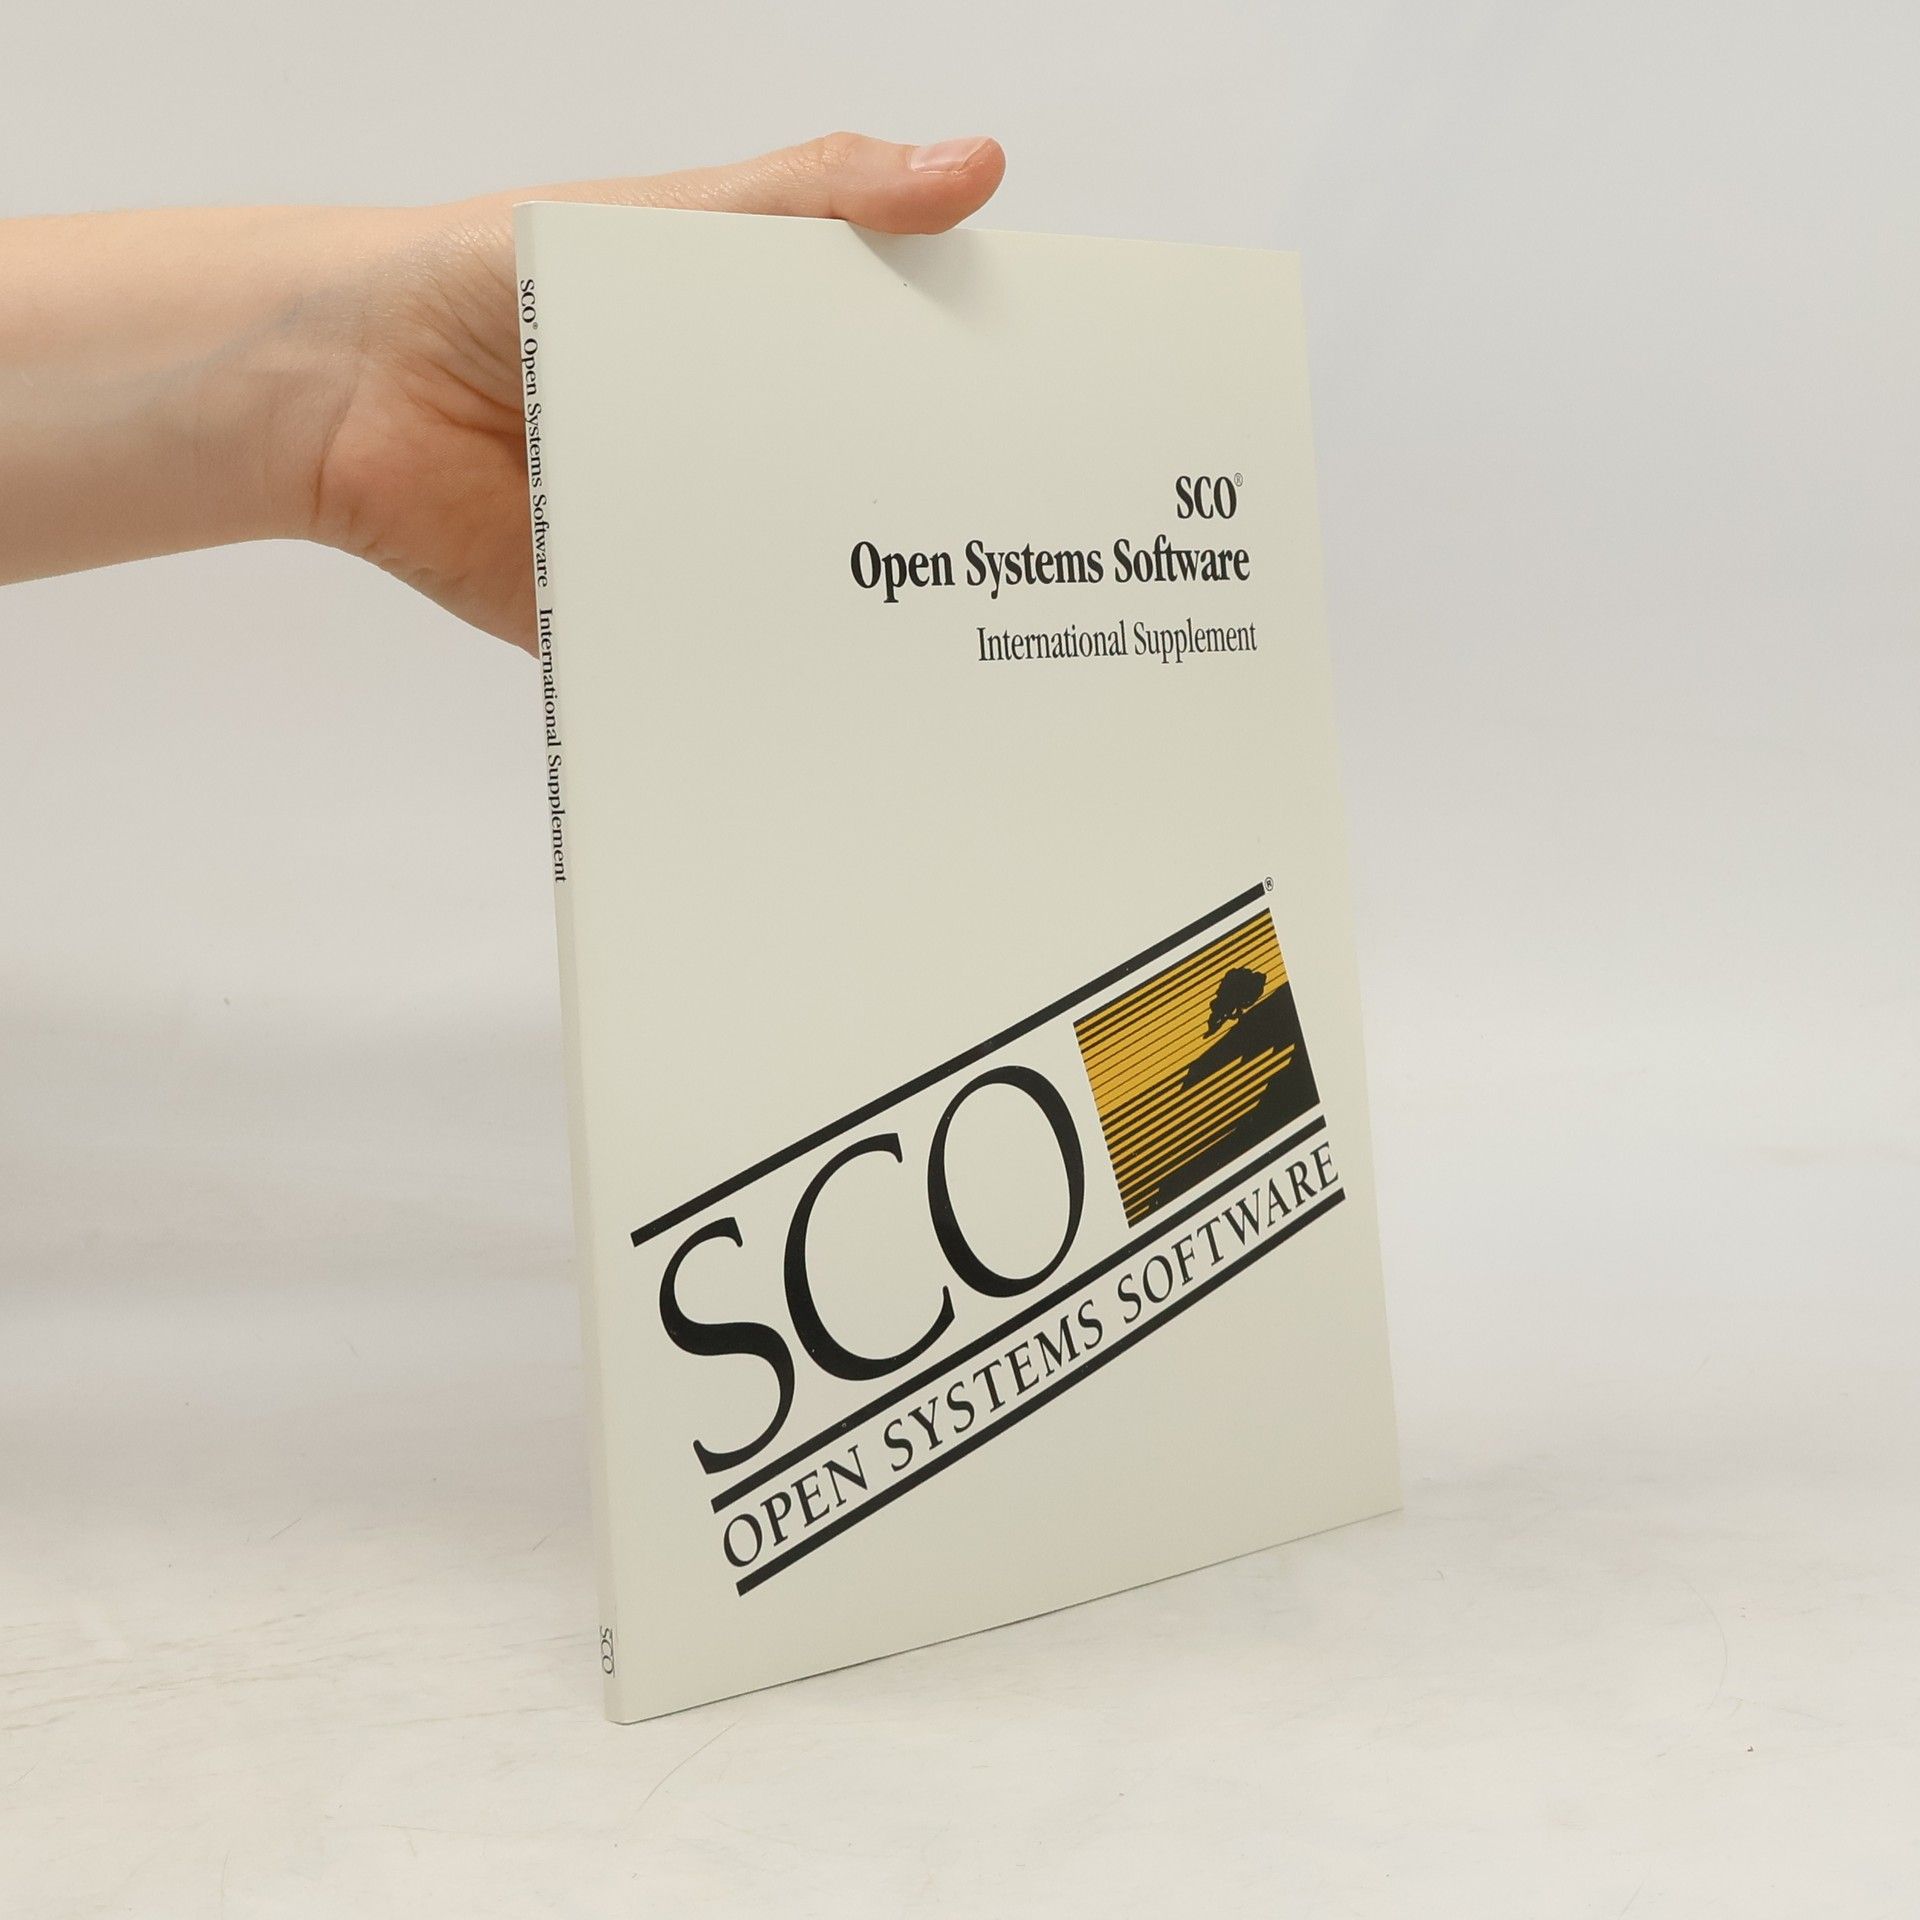 SCO® Open Systems Software International Supplement
SCO
SCO®
Open Systems Software
International Supplement
®
SCO
OPEN SYSTEMS SOFTWARE